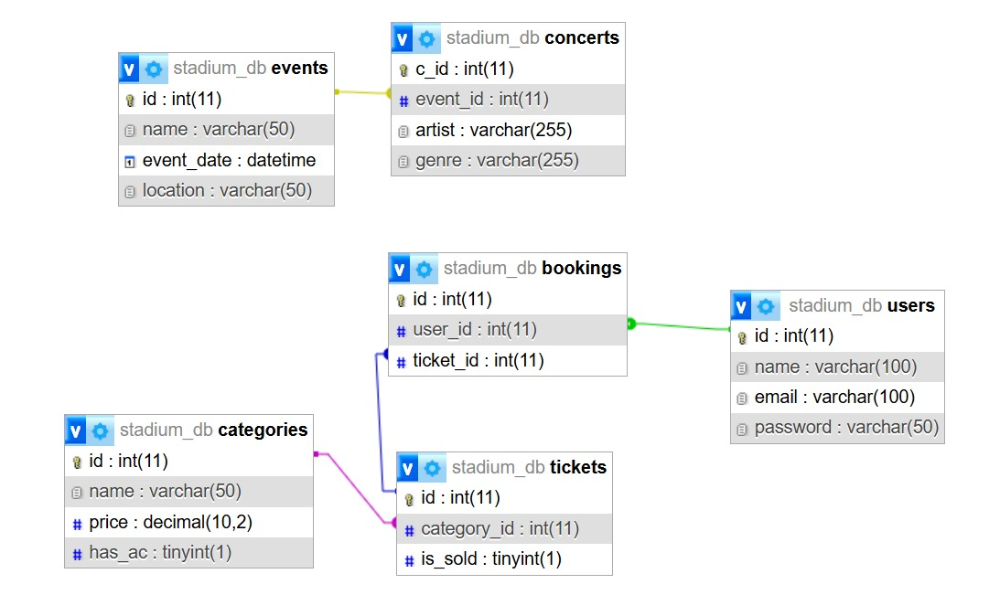 v stadium_db events
id : int(11)
name : varchar(50)
event_date : datetime
location : varchar(50)
v stadium_db concerts
c_id : int(11)
# event_id : int(11)
artist : varchar(255)
genre : varchar(255)
v stadium_db bookings
id : int(11)
# user_id : int(11)
# ticket_id : int(11)
v stadium_db users
id : int(11)
name : varchar(100)
email : varchar(100)
password : varchar(50)
v stadium_db categories
id : int(11)
name : varchar(50)
# price : decimal(10,2)
# has_ac : tinyint(1)
v stadium_db tickets
id : int(11)
# category_id : int(11)
# is_sold : tinyint(1)